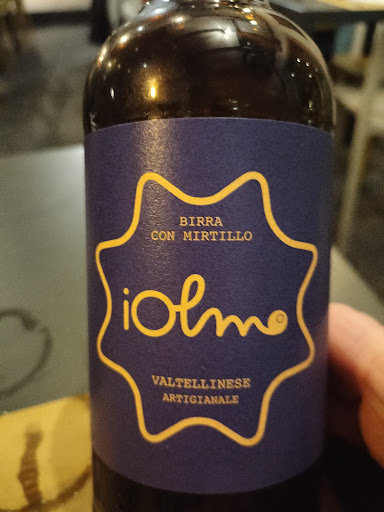 BIRRA
CON MIRTILLO
iOlmo
VALTELLINESE
ARTIGIANALE